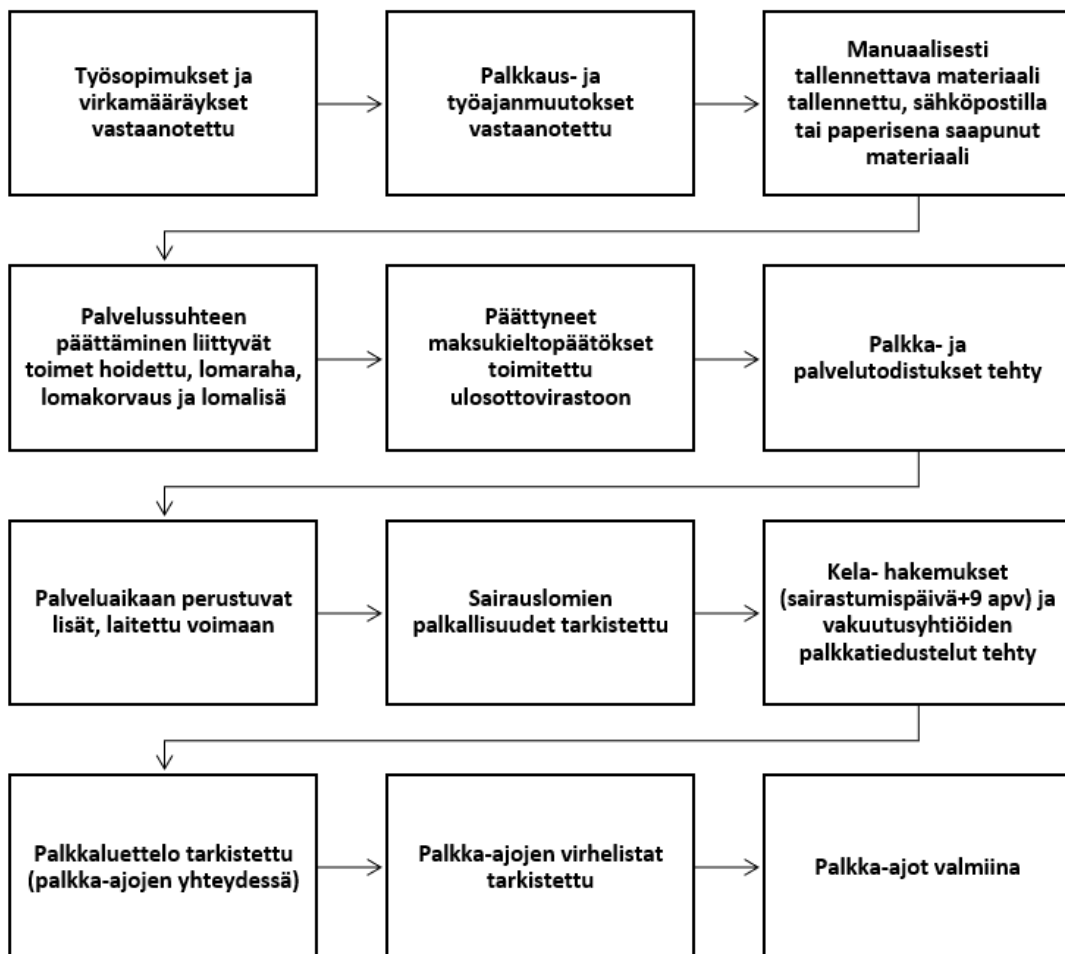 Työsopimukset ja
virkamääräykset
vastaanotettu
Palkkaus- ja
työajanmuutokset
vastaanotettu
Manuaalisesti
tallennettava materiaali
tallennettu, sähköpostilla
tai paperisena saapunut
materiaali
Palvelussuhteen
päättäminen liittyvät
toimet hoidettu, lomaraha,
lomakorvaus ja lomalisä
Päättyneet
maksukieltopäätökset
toimitettu
ulosottovirastoon
Palkka- ja
palvelutodistukset tehty
Palveluaikaan perustuvat
lisät, laitettu voimaan
Sairauslomien
palkallisuudet tarkistettu
Kela- hakemukset
(sairastumispäivä+9 apv) ja
vakuutusyhtiöiden
palkkatiedustelut tehty
Palkkaluettelo tarkistettu
(palkka-ajojen yhteydessä)
Palkka-ajojen virhelistat
tarkistettu
Palkka-ajot valmiina